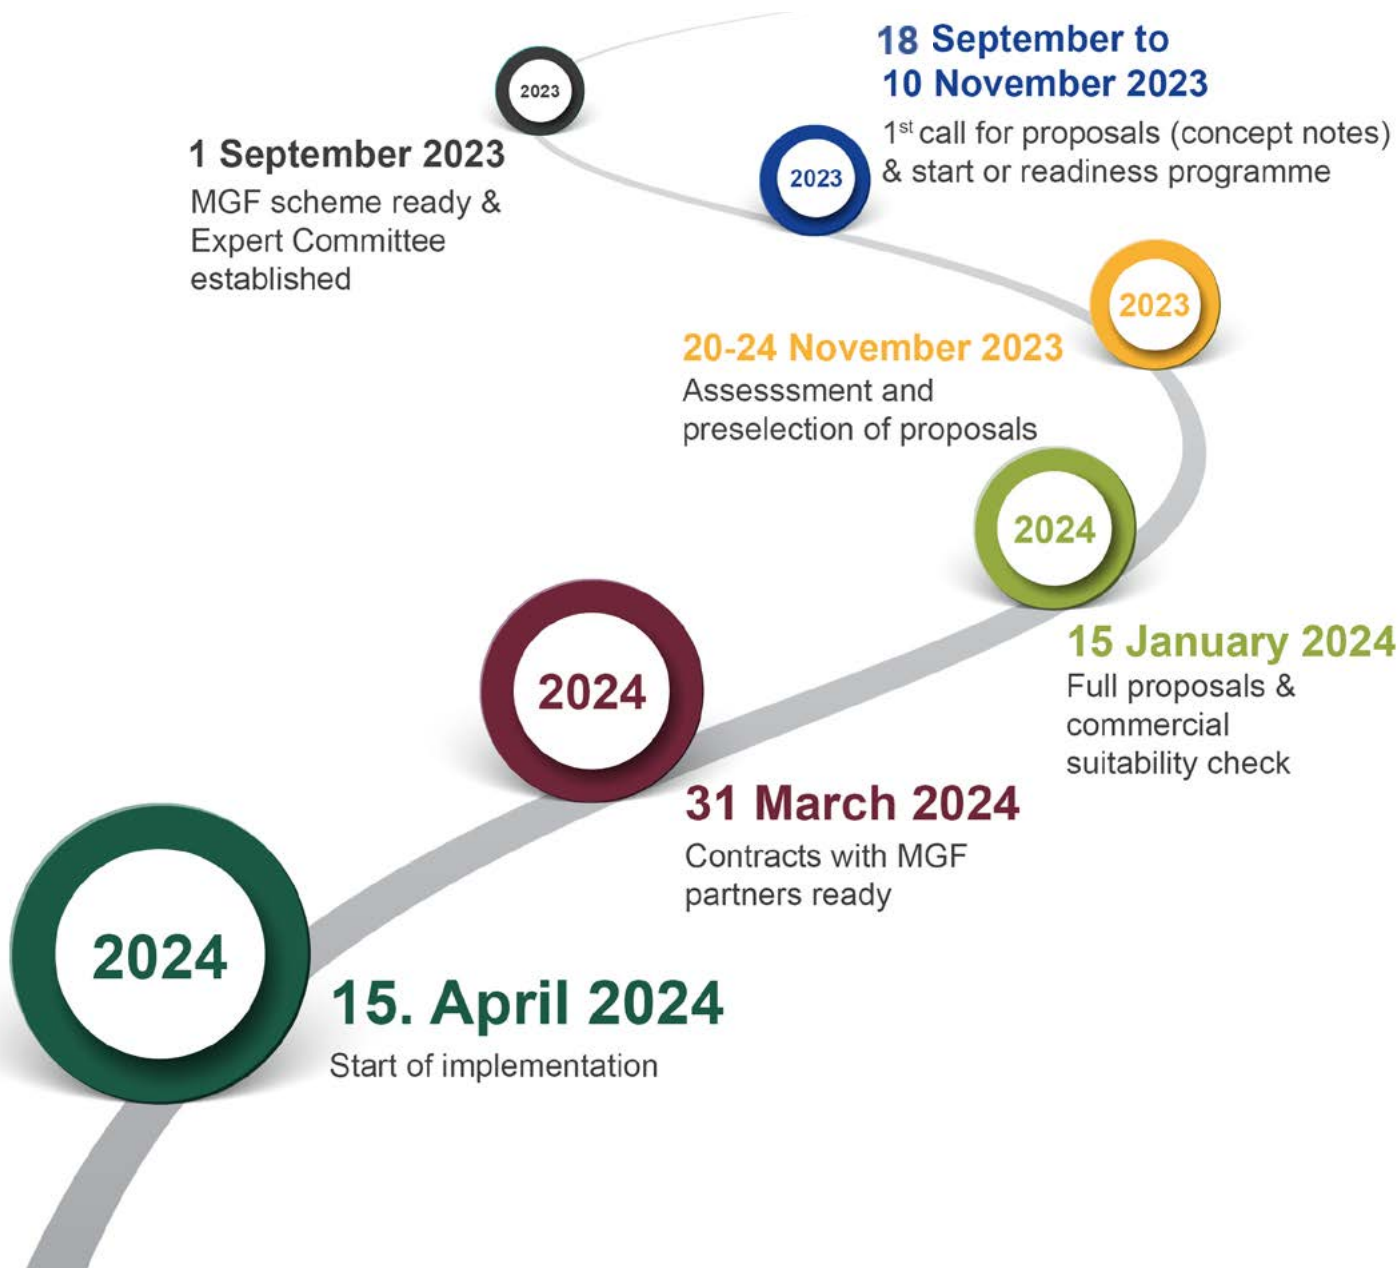 2023
1 September 2023
MGF scheme ready &
Expert Committee
established
18 September to
10 November 2023
1st call for proposals (concept notes)
& start or readiness programme
2023
2023
20-24 November 2023
Assesssment and
preselection of proposals
2024
15 January 2024
Full proposals &
commercial
suitability check
2024
31 March 2024
Contracts with MGF
partners ready
2024
15. April 2024
Start of implementation